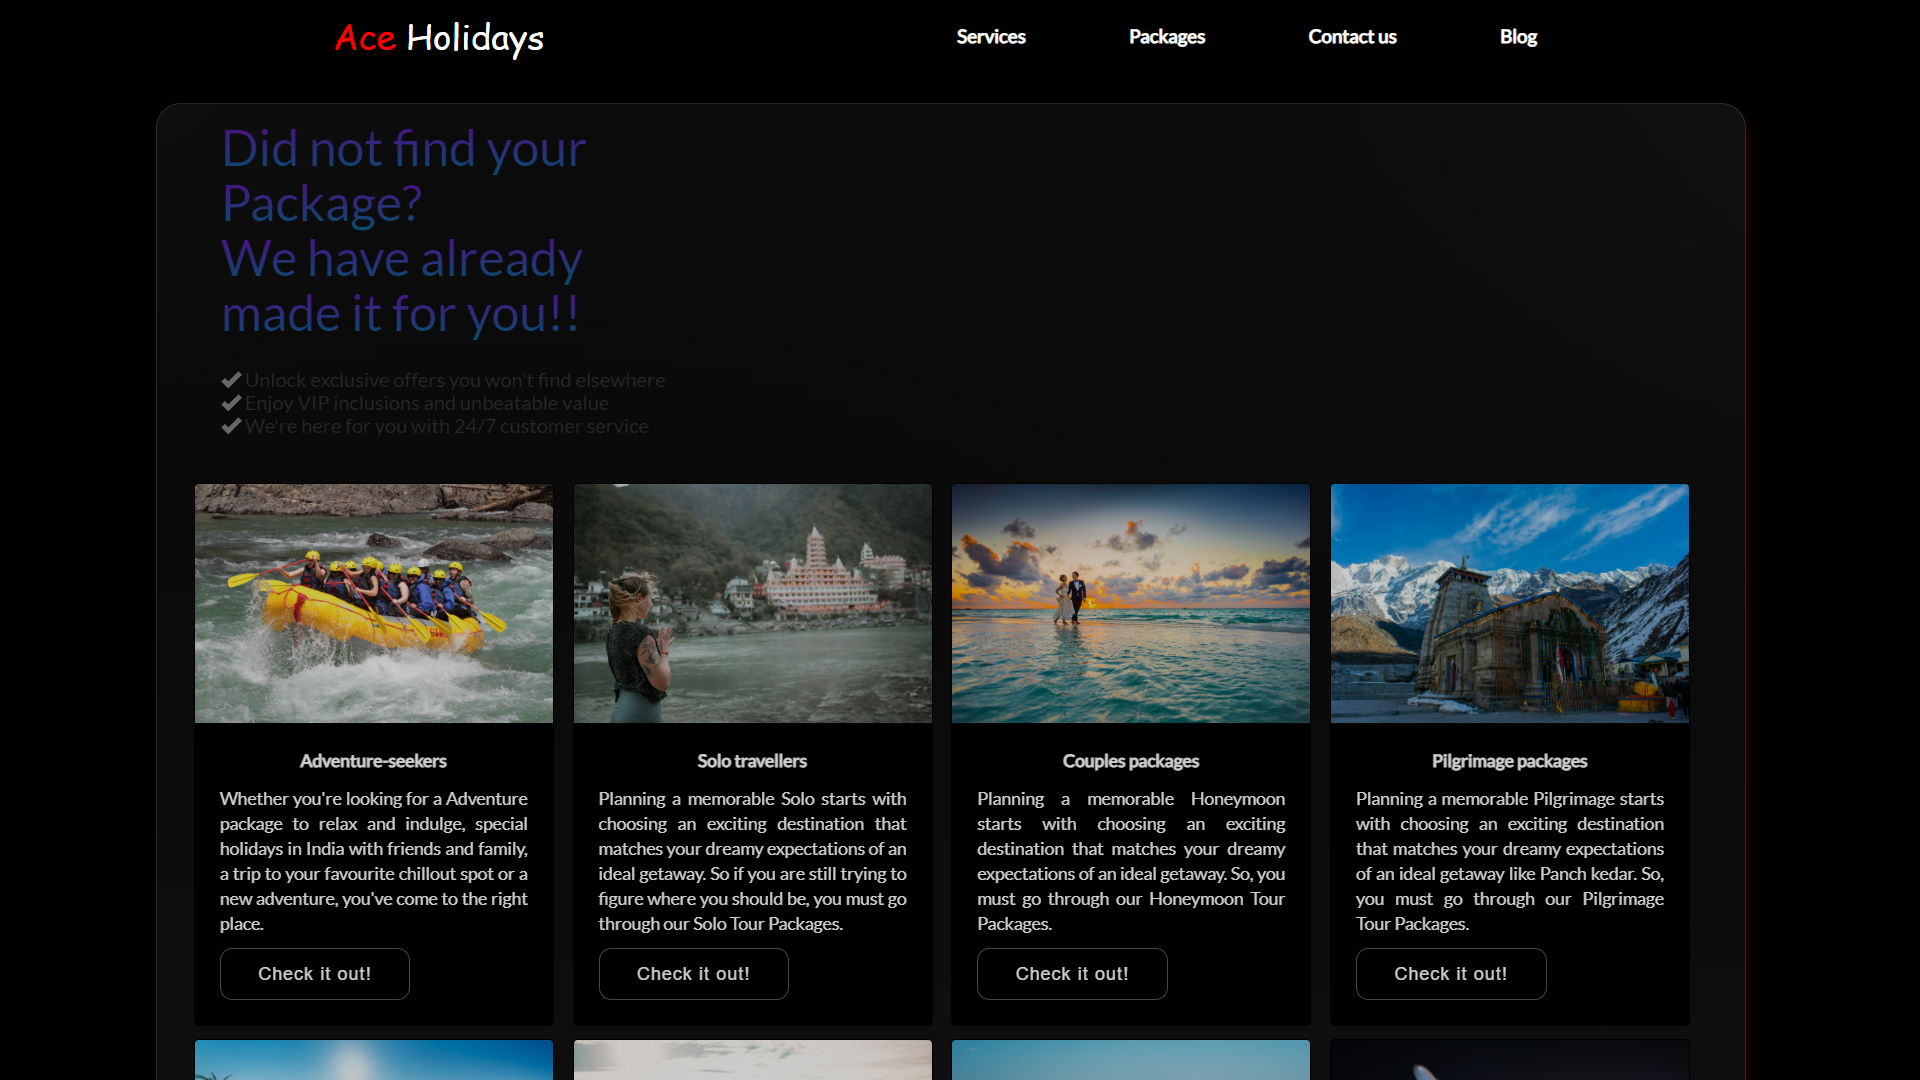 Ace Holidays
Services
Packages
Contact us
Blog
Did not find your
Package?
We have already
made it for you!!
Unlock exclusive offers you won't find elsewhere
Enjoy VIP inclusions and unbeatable value
We're here for you with 24/7 customer service
Adventure-seekers
Whether you're looking for a Adventure
package to relax and indulge, special
holidays in India with friends and family,
a trip to your favourite chillout spot or a
new adventure, you've come to the right
place.
Check it out!
Solo travellers
Planning a memorable Solo starts with
choosing an exciting destination that
matches your dreamy expectations of an
ideal getaway. So if you are still trying to
figure where you should be, you must go
through our Solo Tour Packages.
Check it out!
Couples packages
Planning a memorable Honeymoon
starts with choosing an exciting
destination that matches your dreamy
expectations of an ideal getaway. So, you
must go through our Honeymoon Tour
Packages.
Check it out!
Pilgrimage packages
Planning a memorable Pilgrimage starts
with choosing an exciting destination
that matches your dreamy expectations
of an ideal getaway like Panch kedar. So,
you must go through our Pilgrimage
Tour Packages.
Check it out!